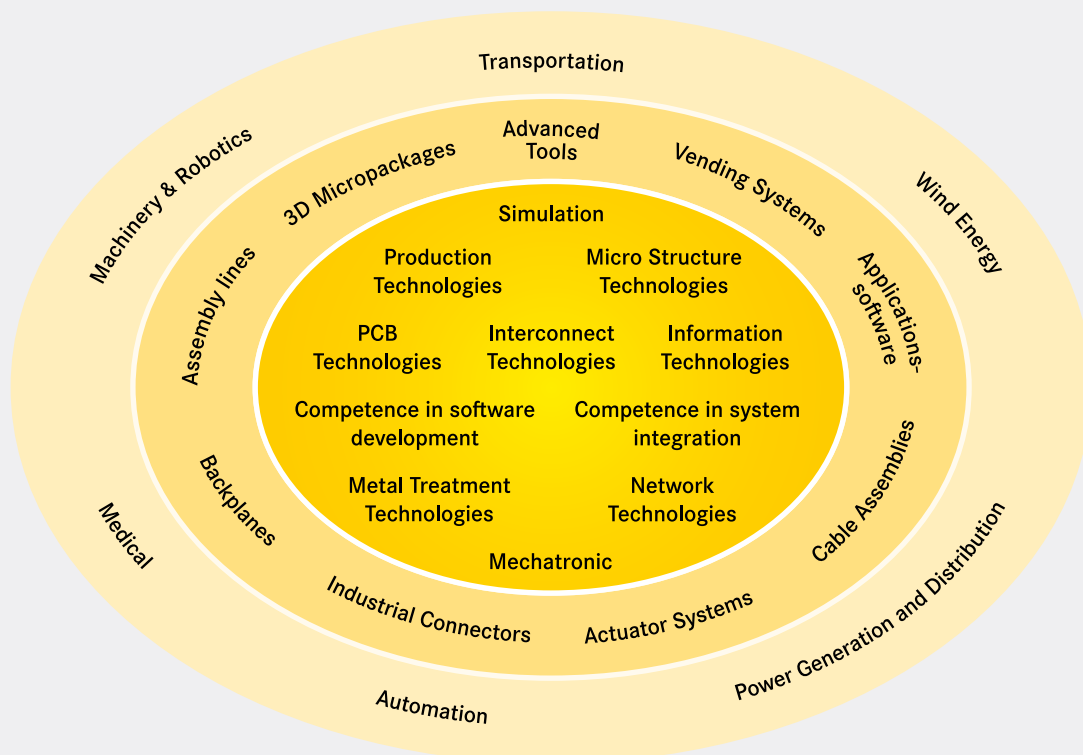 Transportation
Machinery & Robotics
Wind Energy
Medical
Power Generation and Distribution
Automation
Advanced
Tools
3D Micropackages
Vending Systems
Assembly lines
Applications-
software
Backplanes
Cable Assemblies
Industrial Connectors
Actuator Systems
Simulation
Production
Technologies
Micro Structure
Technologies
PCB
Technologies
Interconnect
Technologies
Information
Technologies
Competence in software
development
Competence in system
integration
Metal Treatment
Technologies
Network
Technologies
Mechatronic